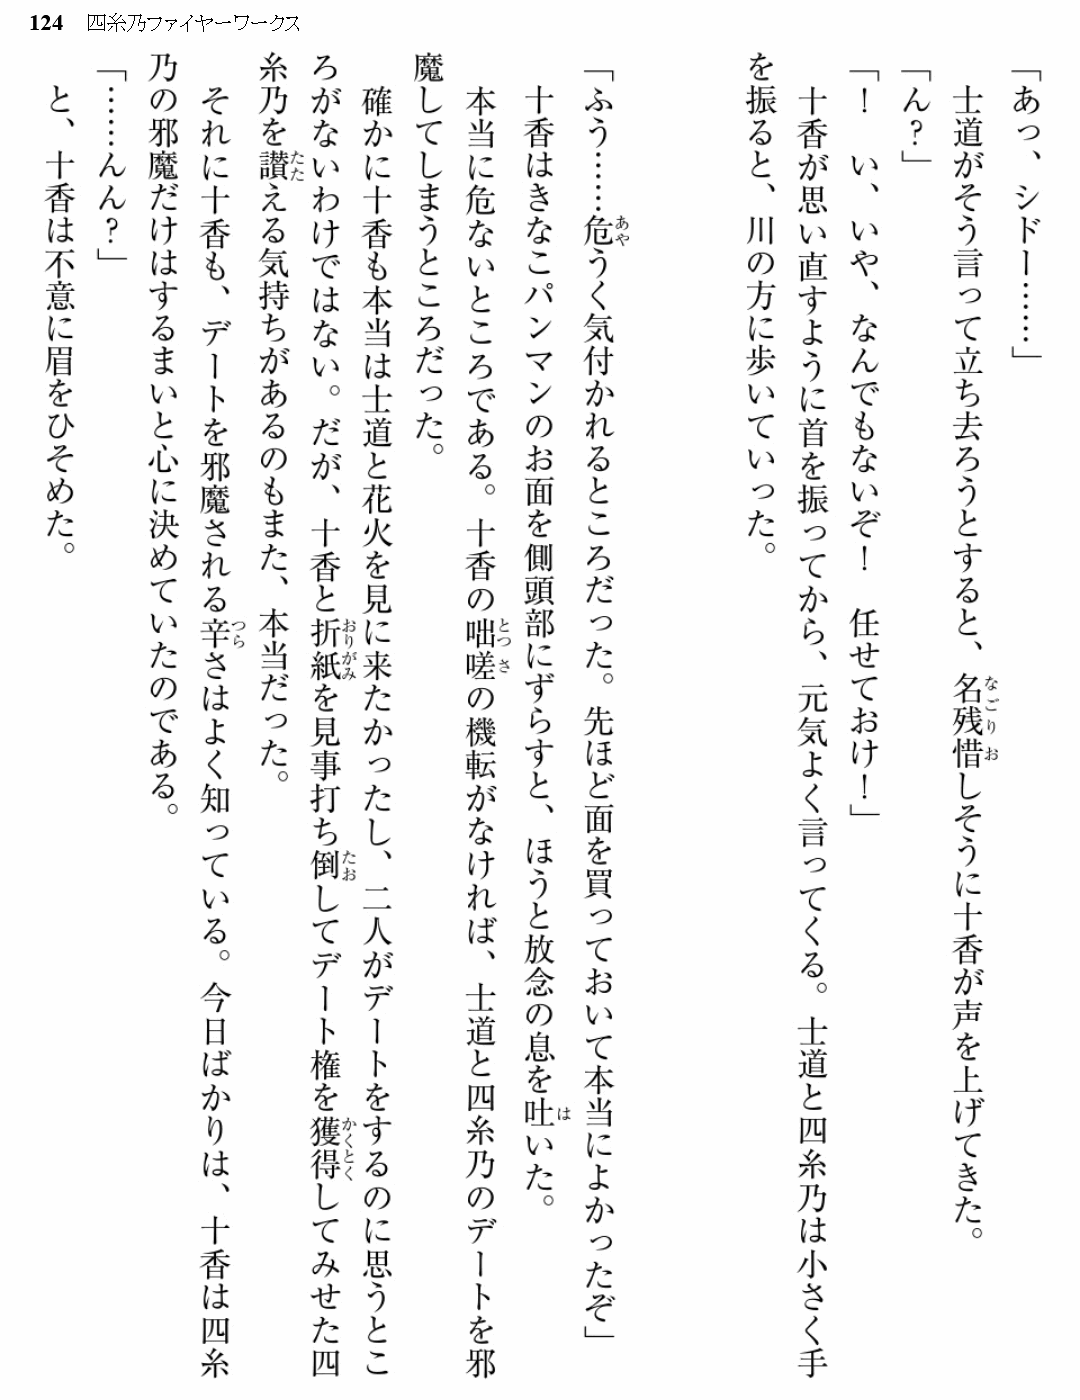 124 四糸乃ファイヤーワークス
「あっ、シドー……」
士道がそう言って立ち去ろうとすると、名残惜しそうに十香が声を上げてきた。
「ん？」
「！　い、いや、なんでもないぞ！　任せておけ！」
十香が思い直すように首を振ってから、元気よく言ってくる。士道と四糸乃は小さく手
を振ると、川の方に歩いていった。
「ふう……危うく気付かれるところだった。先ほど面を買っておいて本当によかったぞ」
十香はきなこパンマンのお面を側頭部にずらすと、ほうと放念の息を吐いた。
本当に危ないところである。十香の咄嗟の機転がなければ、士道と四糸乃のデートを邪
魔してしまうところだった。
確かに十香も本当は士道と花火を見に来たかったし、二人がデートをするのに思うとこ
ろがないわけではない。だが、十香と折紙を見事打ち倒してデート権を獲得してみせた四
糸乃を讃える気持ちがあるのもまた、本当だった。
それに十香も、デートを邪魔される辛さはよく知っている。今日ばかりは、十香は四糸
乃の邪魔だけはするまいと心に決めていたのである。
「……んん？」
と、十香は不意に眉をひそめた。